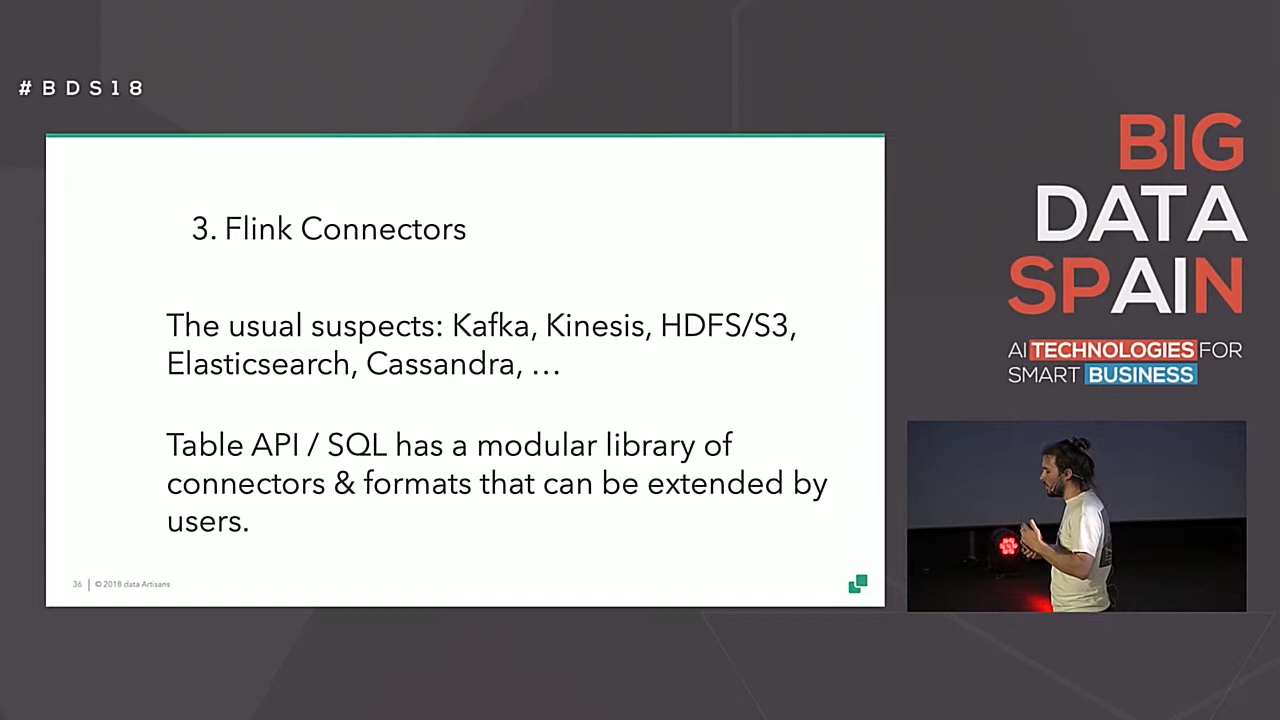 #BDS18
3. Flink Connectors
The usual suspects: Kafka, Kinesis, HDFS/S3,
Elasticsearch, Cassandra, …
Table API / SQL has a modular library of
connectors & formats that can be extended by
users.
36 | © 2018 data Artisans
BIG
DATA
SPAIN
AI TECHNOLOGIES FOR
SMART BUSINESS